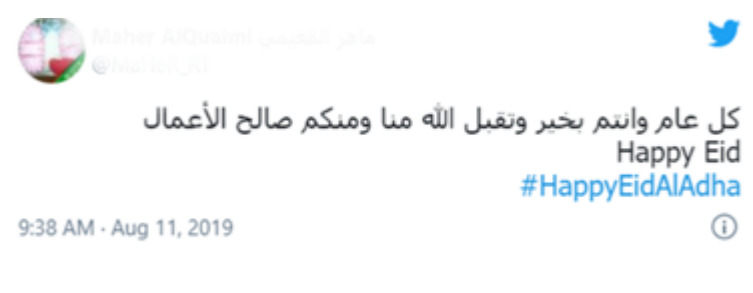 كل عام وانتم بخير وتقبل الله منا ومنكم صالح الأعمال
Happy Eid
#HappyEidAlAdha
9:38 AM · Aug 11, 2019